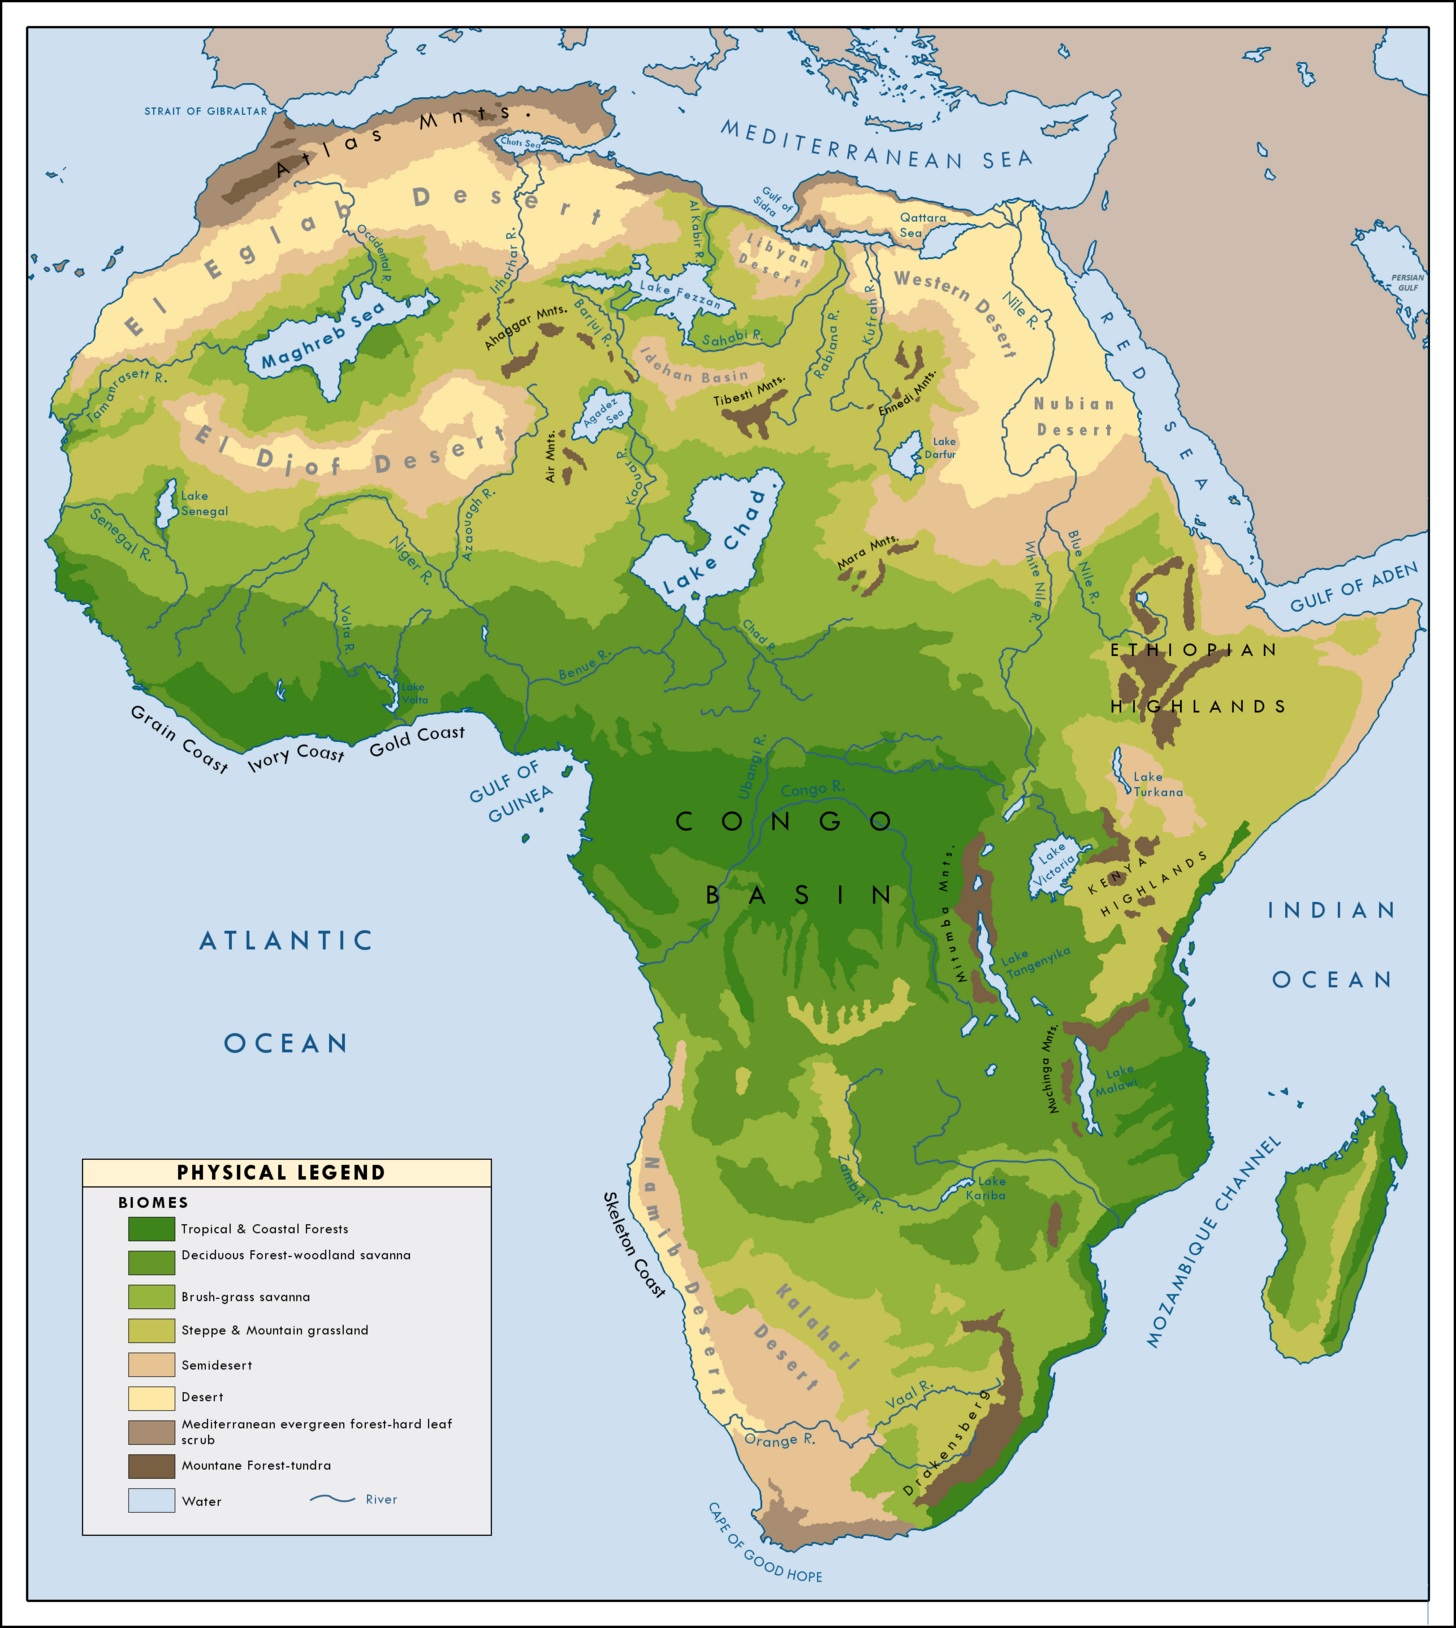 STRAIT OF GIBRALTAR
Atlas Mnts.
Chots Sea
MEDITERRANEAN SEA
Gulf of
Sidra
Qattara
Sea
El Eglab Desert
Occidental R.
Irharhar R.
Al Kabir R.
Libyan
Desert
Western Desert
Nile R.
PERSIAN
GULF
RED SEA
Maghreb Sea
Lake Fezzan
Ahaggar Mnts.
Barjuj R.
Sahabi R.
Rabiana R.
Kufrah R.
Tamanrasett R.
Idehan Basin
Tibesti Mnts.
Ennedi Mnts.
Nubian
Desert
Agadez
Sea
El Djof Desert
Air Mnts.
Kaouar R.
Lake
Darfur
Lake
Senegal
Senegal R.
Niger R.
Azaouagh R.
Lake Chad
Mara Mnts.
White Nile R.
Blue Nile R.
GULF OF ADEN
Volta R.
Chad R.
Benue R.
ETHIOPIAN
HIGHLANDS
Lake
Volta
Grain Coast
Ivory Coast
Gold Coast
GULF OF
GUINEA
Ubangi R.
Congo R.
Lake
Turkana
CONGO
BASIN
Mitumba Mnts.
Lake
Victoria
KENYA
HIGHLANDS
INDIAN
OCEAN
ATLANTIC
OCEAN
Lake
Tangenyika
Muchinga Mnts.
Lake
Malawi
Zambizi R.
Lake
Kariba
MOZAMBIQUE CHANNEL
Namib Desert
Skeleton Coast
Kalahari
Desert
Vaal R.
Orange R.
Drakensberg
CAPE OF GOOD HOPE
PHYSICAL LEGEND
BIOMES
Tropical & Coastal Forests
Deciduous Forest-woodland savanna
Brush-grass savanna
Steppe & Mountain grassland
Semidesert
Desert
Mediterranean evergreen forest-hard leaf
scrub
Mountane Forest-tundra
Water
River